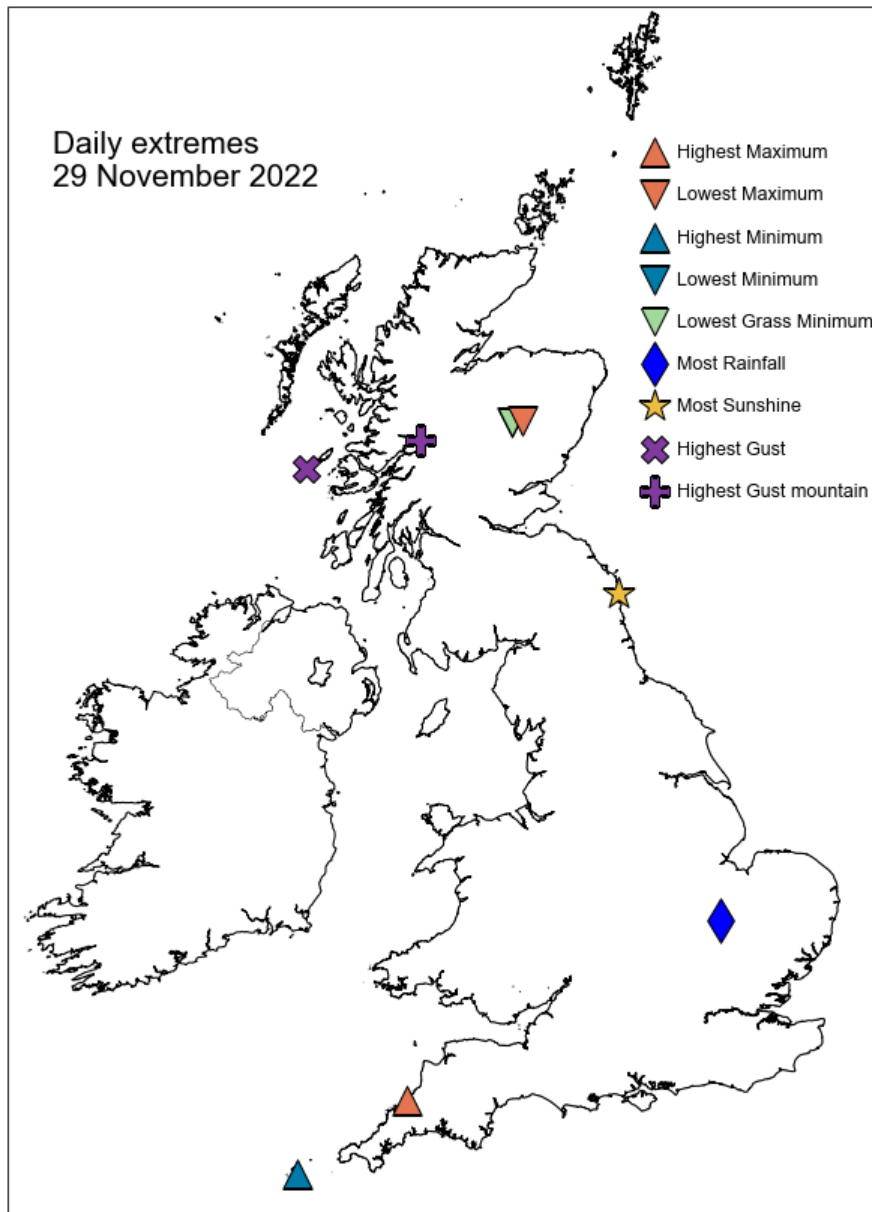 Daily extremes
29 November 2022
Highest Maximum
Lowest Maximum
Highest Minimum
Lowest Minimum
Lowest Grass Minimum
Most Rainfall
Most Sunshine
Highest Gust
Highest Gust mountain